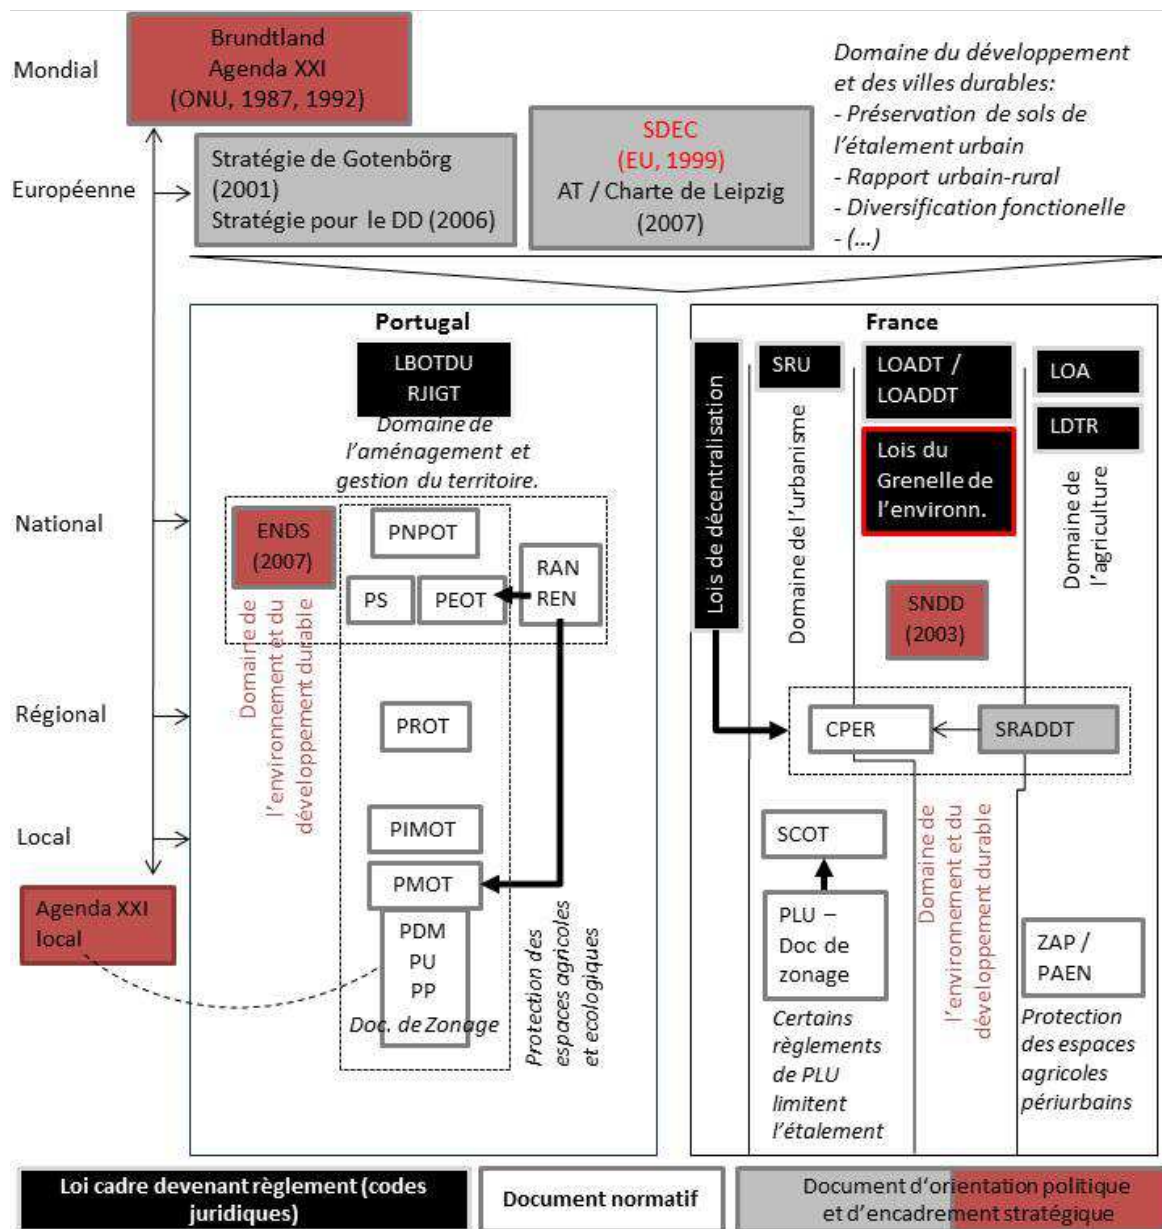 Mondial
Brundtland
Agenda XXI
(ONU, 1987, 1992)
Domaine du développement
et des villes durables:
- Préservation de sols de
l'étalement urbain
- Rapport urbain-rural
- Diversification fonctionelle
- (...)
Européenne
Stratégie de Gotenbörg
(2001)
Stratégie pour le DD (2006)
SDEC
(EU, 1999)
AT / Charte de Leipzig
(2007)
Portugal
LBOTDU
RJIGT
Domaine de
l'aménagement et
gestion du territoire.
National
ENDS
(2007)
PNPOT
PS
PEOT
RAN
REN
Domaine de
l'environnement et du
développement durable
Régional
PROT
Local
PIMOT
PMOT
Agenda XXI
local
PDM
PU
PP
Doc. de Zonage
Protection des
espaces agricoles
et ecologiques
France
Lois de décentralisation
SRU
Domaine de l'urbanisme
LOADT /
LOADDT
Lois du
Grenelle de
l'environn.
LOA
LDTR
Domaine de
l'agriculture
SNDD
(2003)
CPER
SRADDT
SCOT
PLU –
Doc de
zonage
Certains
règlements
de PLU
limitent
l'étalement
Domaine de
l'environnement et du
développement durable
ZAP /
PAEN
Protection
des espaces
agricoles
périurbains
Loi cadre devenant règlement (codes
juridiques)
Document normatif
Document d'orientation politique
et d'encadrement stratégique